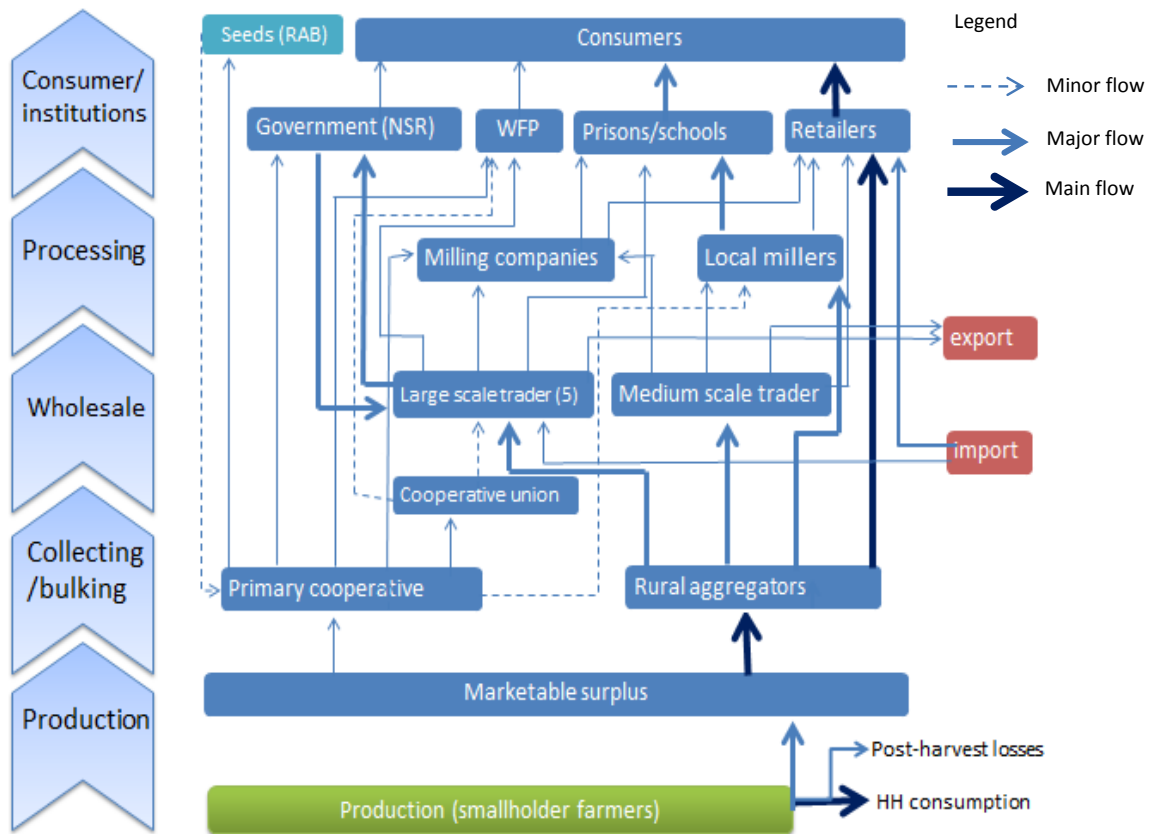 Seeds (RAB)
Consumers
Legend
Consumer/
institutions
Minor flow
Government (NSR)
WFP
Prisons/schools
Retailers
Major flow
Main flow
Processing
Milling companies
Local millers
export
Wholesale
Large scale trader (5)
Medium scale trader
import
Cooperative union
Collecting
/bulking
Primary cooperative
Rural aggregators
Marketable surplus
Production
Post-harvest losses
Production (smallholder farmers)
HH consumption